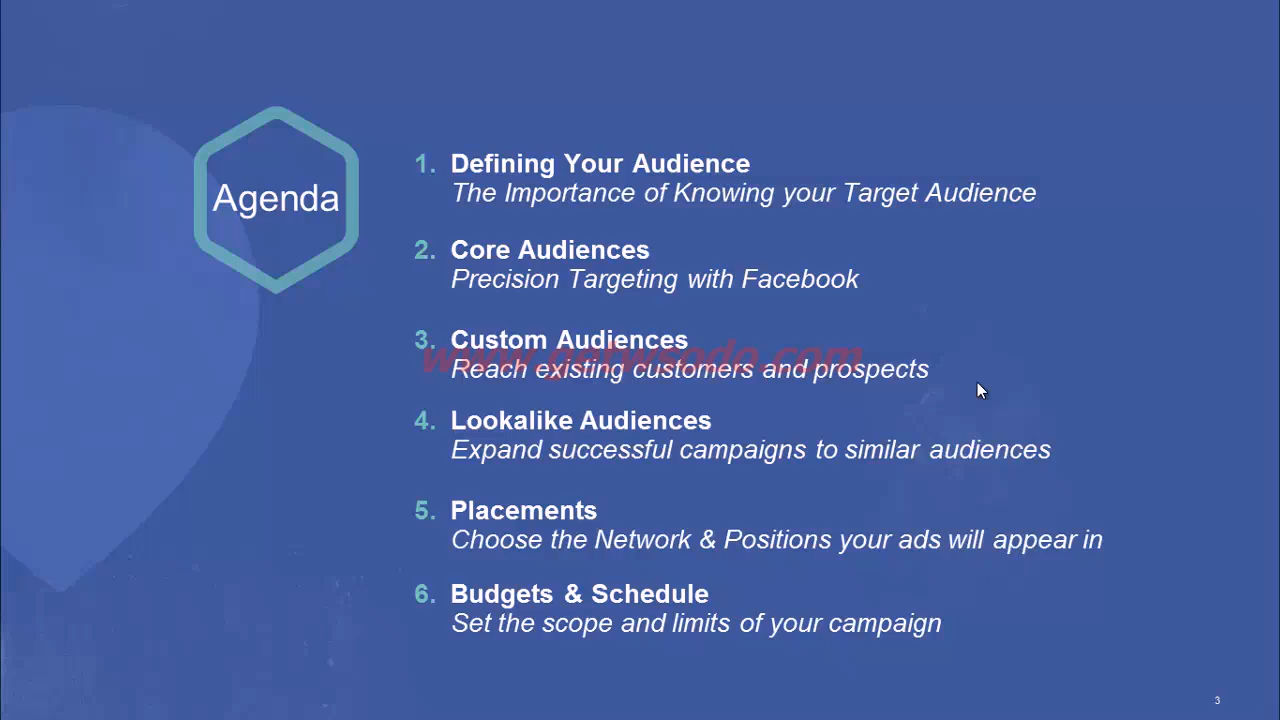 Agenda
1. Defining Your Audience
The Importance of Knowing your Target Audience
2. Core Audiences
Precision Targeting with Facebook
3. Custom Audiences
www.getwsodo.com
Reach existing customers and prospects
4. Lookalike Audiences
Expand successful campaigns to similar audiences
5. Placements
Choose the Network & Positions your ads will appear in
6. Budgets & Schedule
Set the scope and limits of your campaign
3